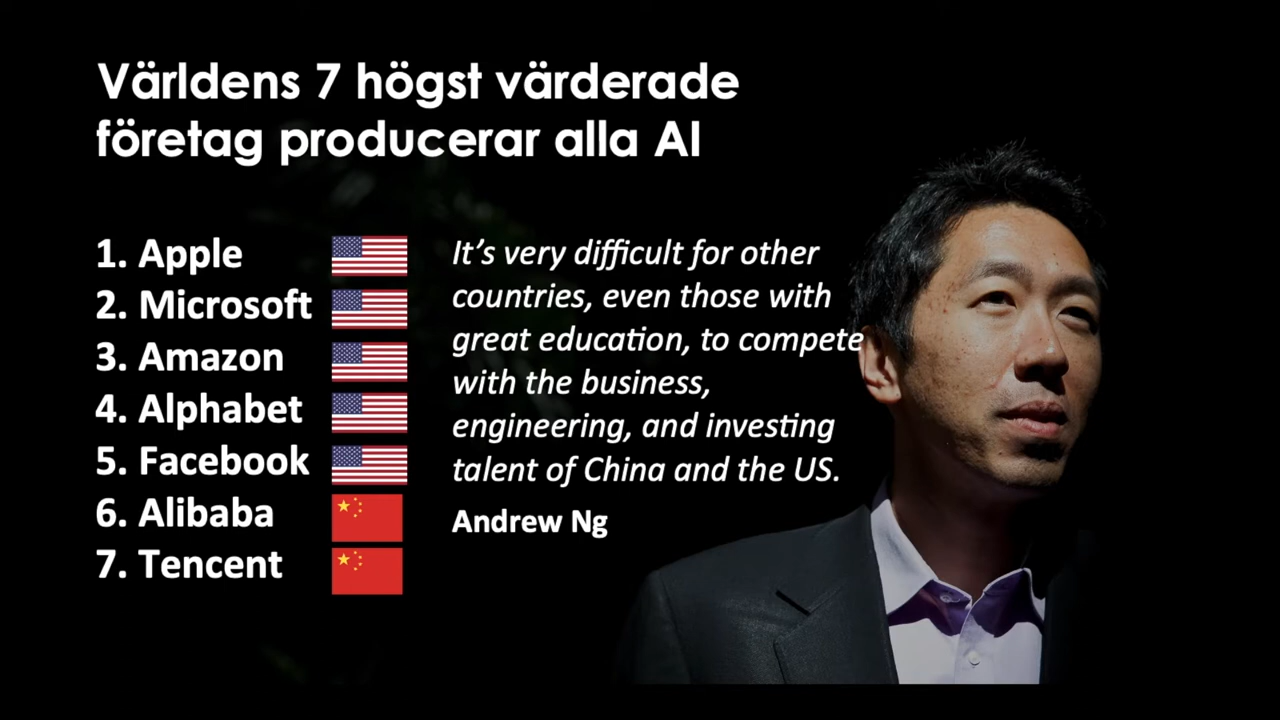 Världens 7 högst värderade
företag producerar alla AI
1. Apple
2. Microsoft
3. Amazon
4. Alphabet
5. Facebook
6. Alibaba
7. Tencent
It’s very difficult for other
countries, even those with
great education, to compete
with the business,
engineering, and investing
talent of China and the US.
Andrew Ng